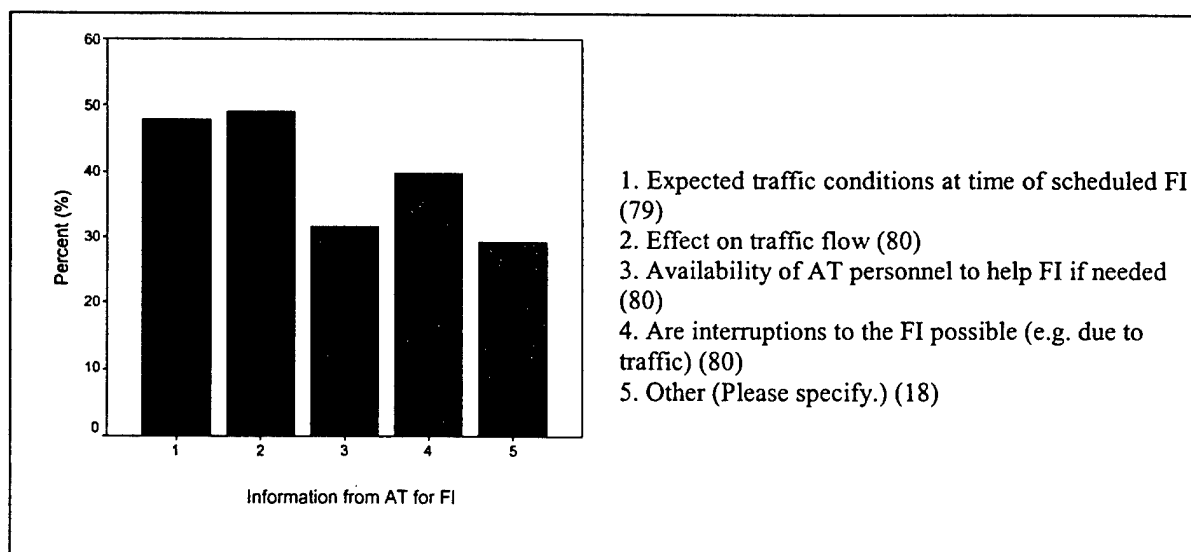 60
50
40
30
20
10
0
Percent (%)
1 2 3 4 5
Information from AT for FI
1. Expected traffic conditions at time of scheduled FI
(79)
2. Effect on traffic flow (80)
3. Availability of AT personnel to help FI if needed
(80)
4. Are interruptions to the FI possible (e.g. due to
traffic) (80)
5. Other (Please specify.) (18)